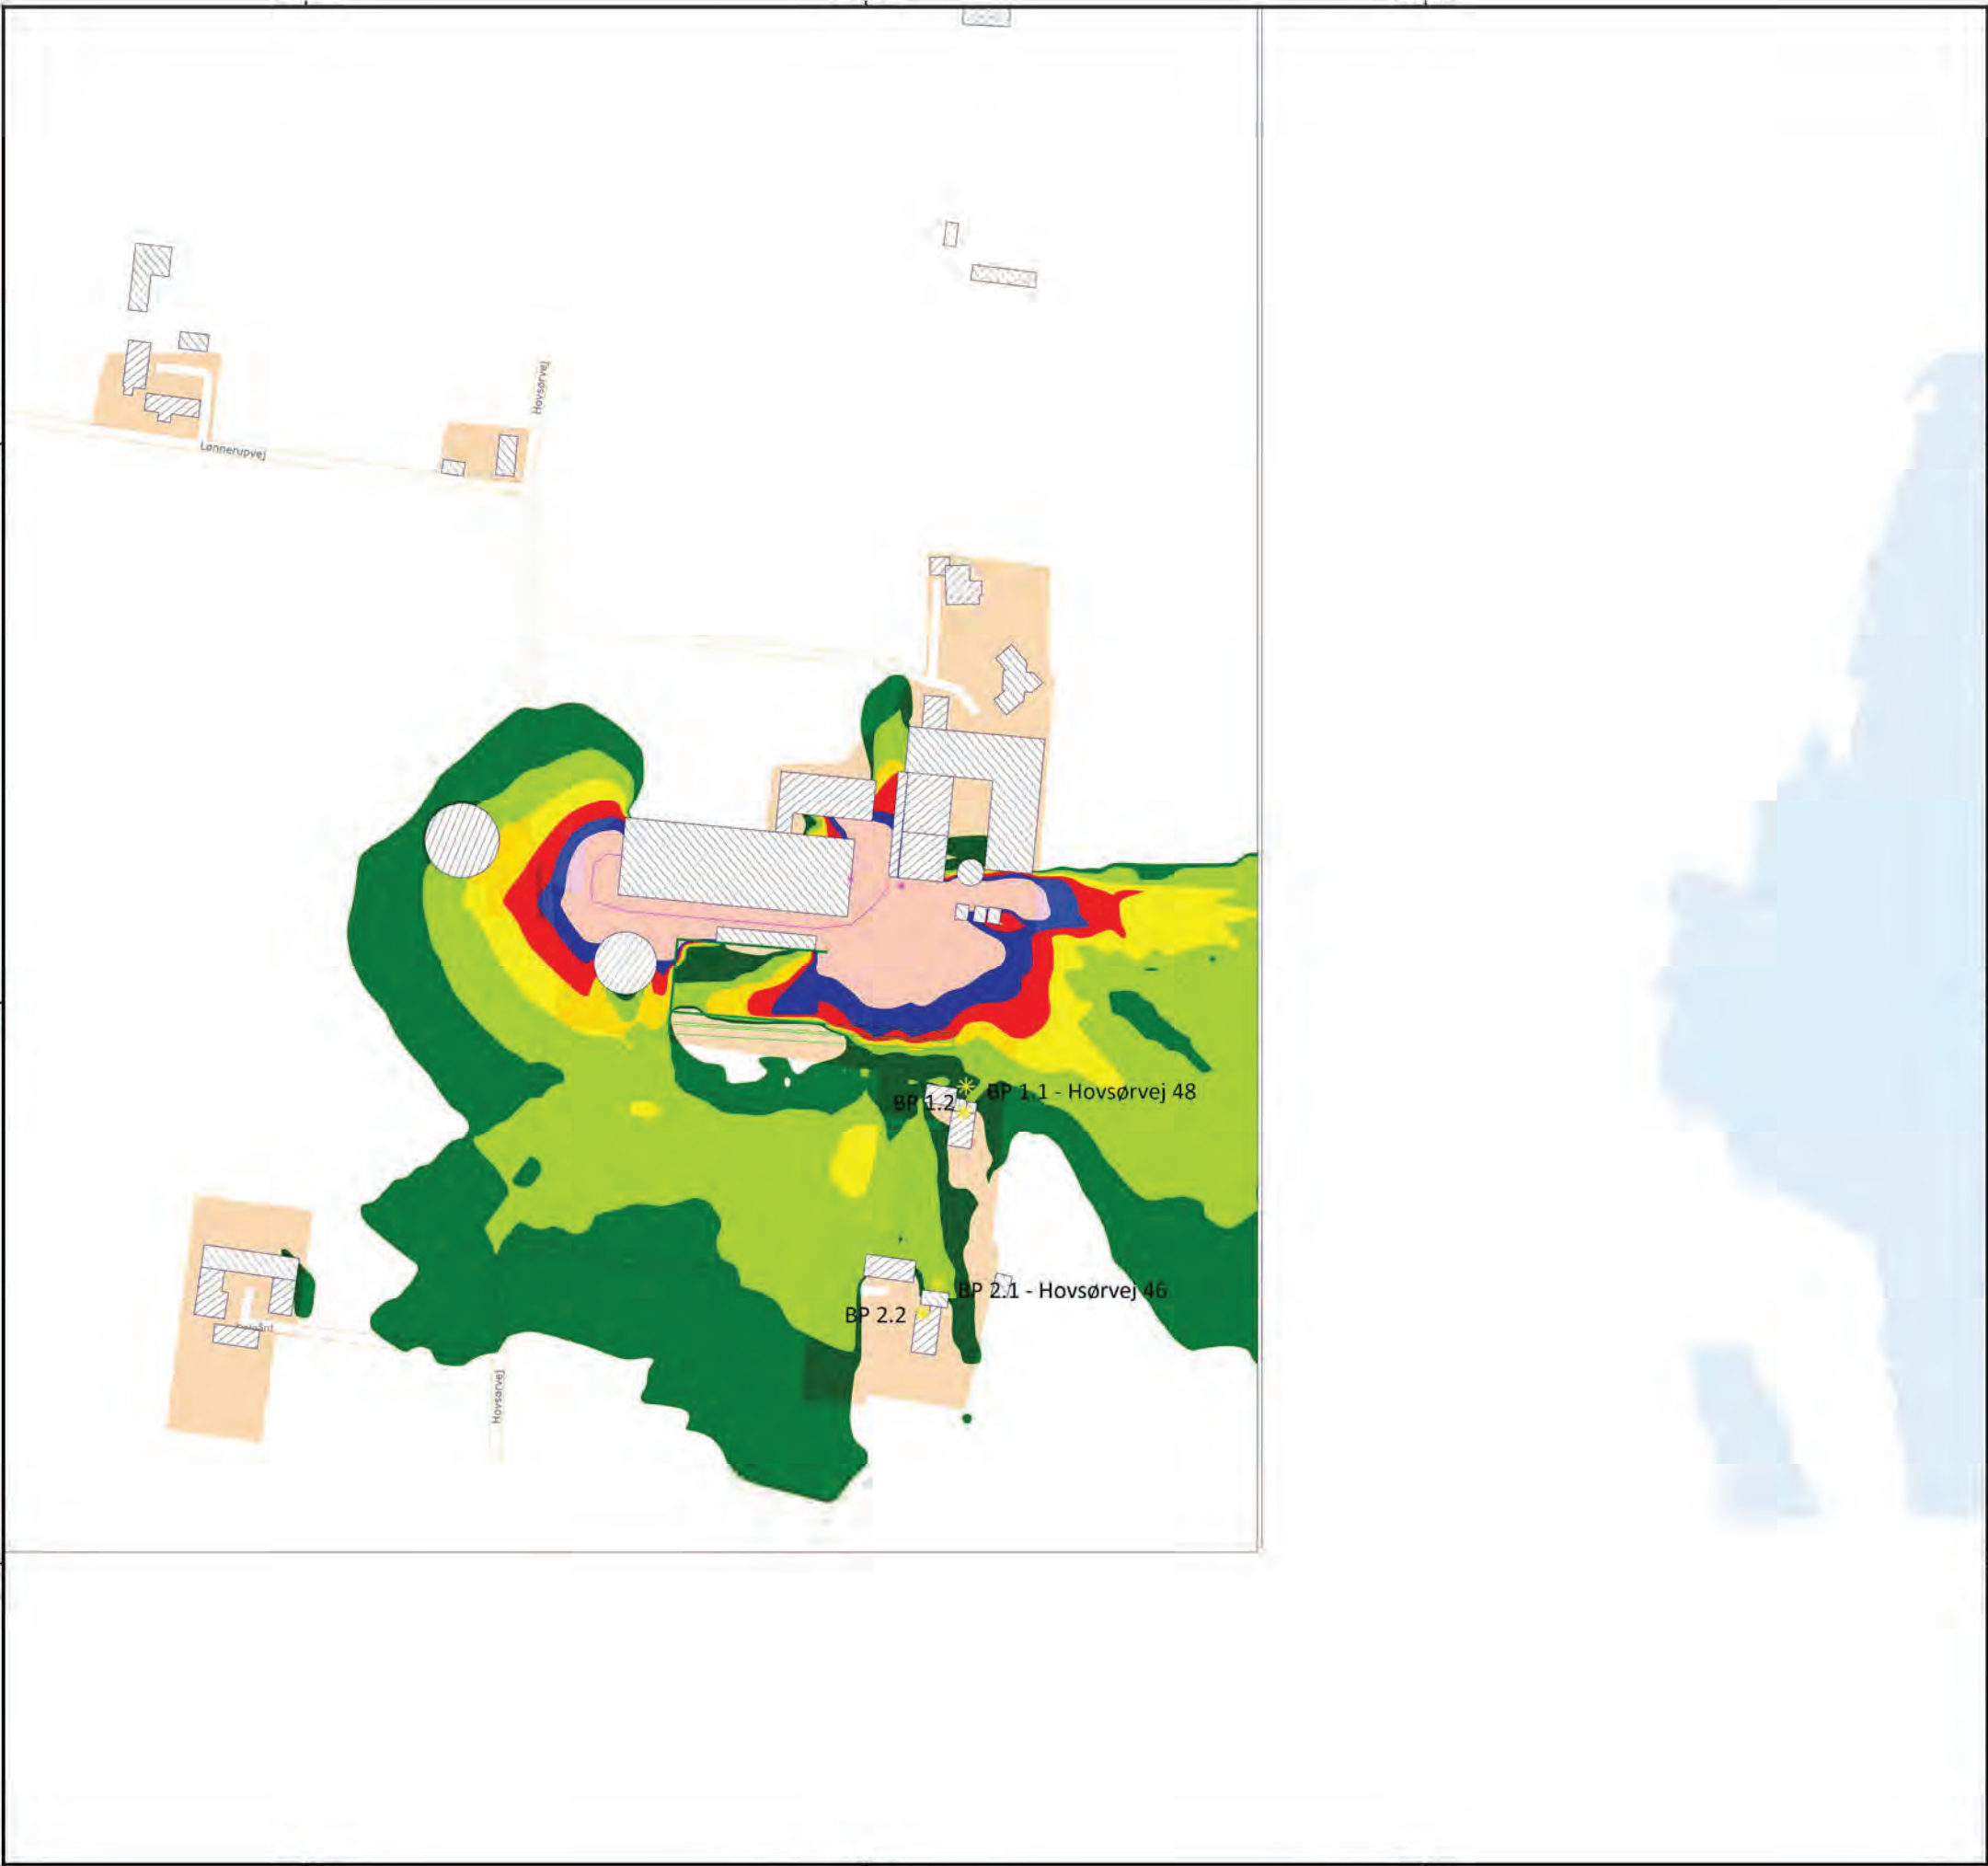 Hovsørvej
Lønnerupvej
BP 1.1 - Hovsørvej 48
BP 1.2
BP 2.1 - Hovsørvej 46
BP 2.2
Hovsørvej